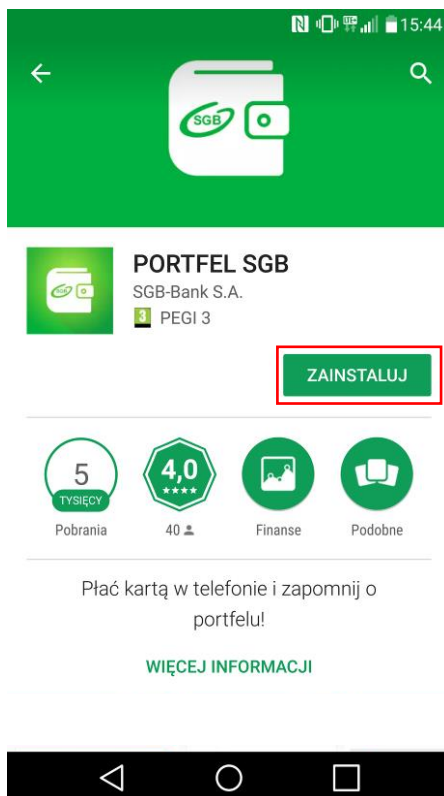 15:44
SGB
PORTFEL SGB
SGB-Bank S.A.
3 PEGI 3
ZAINSTALUJ
5
TYSIĘCY
Pobrania
4,0
40
Finanse
Podobne
Płać kartą w telefonie i zapomnij o
portfelu!
WIĘCEJ INFORMACJI